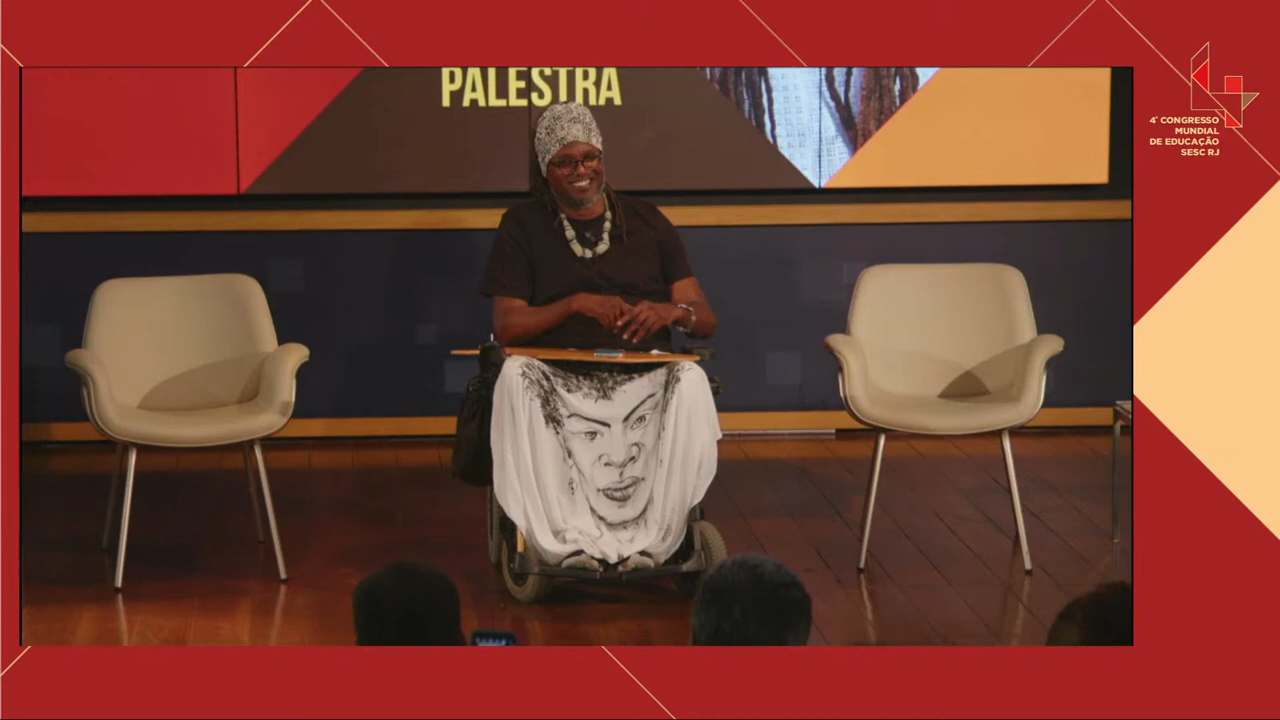 PALESTRA
4º CONGRESSO
MUNDIAL
DE EDUCAÇÃO
SESC RJ